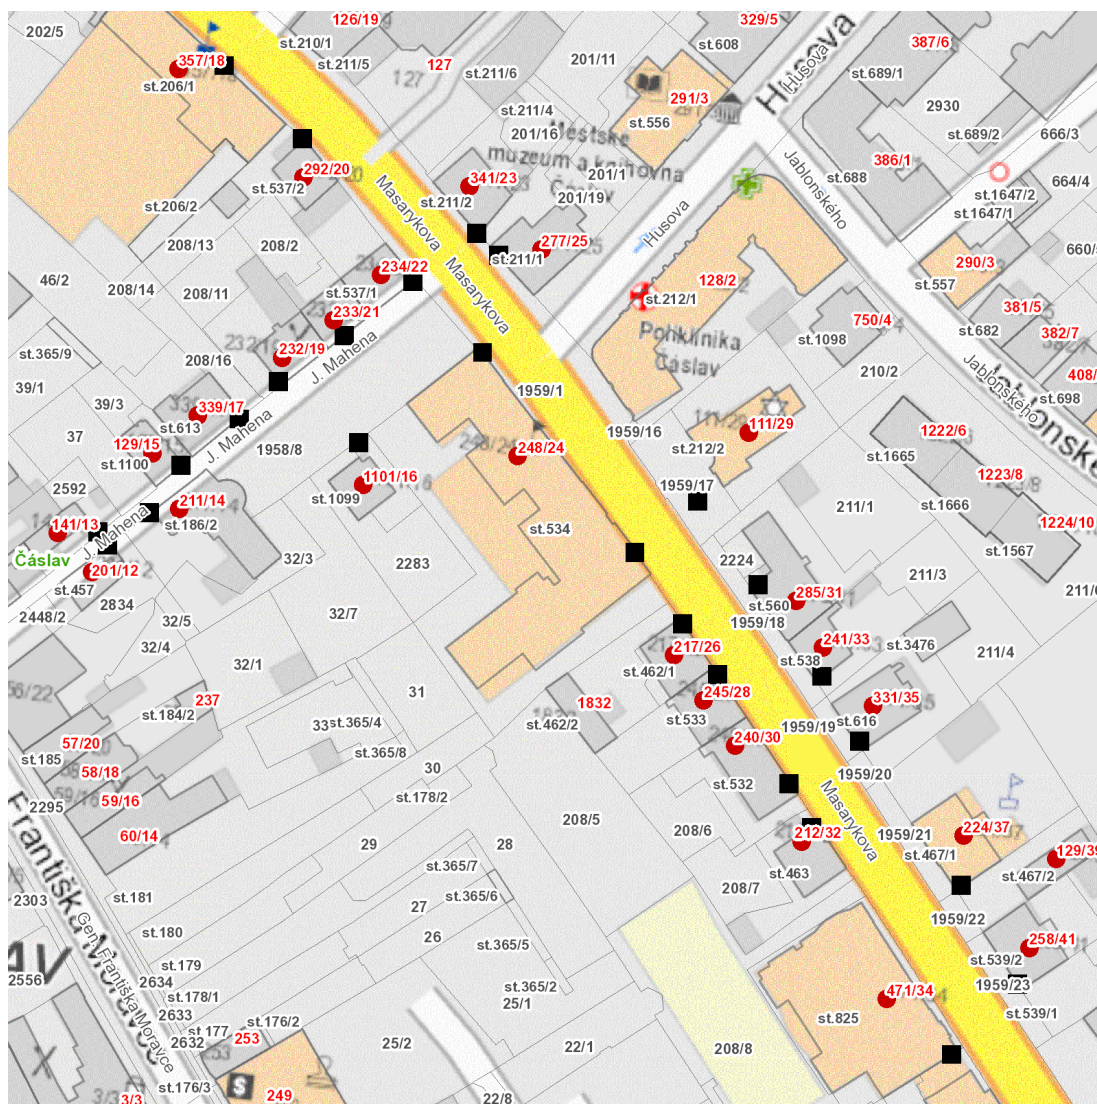 202/5
126/19
329/5
387/6
st.210/1
st.608
Husova
357/18
st.211/5
127
201/11
st.689/1
st.211/6
st.206/1
291/3
2930
st.211/4
st.556
201/16
st.689/2
666/3
Městské
muzeum a knihovna
Čáslav
Husova
386/1
292/20
201/1
Jablonského
st.537/2
341/23
st.688
664/4
st.211/2
201/19
st.1647/2
st.206/2
Masarykova
st.1647/1
Husova
208/13
208/2
277/25
660/5
st.211/1
290/3
234/22
46/2
208/14
208/11
st.537/1
Masarykova
128/2
st.557
st.212/1
381/5
233/21
750/4
382/7
st.682
Poliklinika
Čáslav
st.1098
st.365/9
232/19
208/16
J. Mahena
210/2
408/
39/1
1959/1
Jablonského
st.698
39/3
339/17
st.613
J. Mahena
37
1959/16
111/29
1222/6
129/15
248/24
st.212/2
st.1665
st.1100
1958/8
1101/16
1223/8
2592
st.1099
1959/17
211/14
211/1
st.1666
141/13
J. Mahena
st.186/2
st.534
1224/10
Čáslav
32/3
2283
2224
st.1567
201/12
211/3
st.457
211/6
2834
285/31
2448/2
32/7
st.560
32/5
1959/18
32/4
241/33
st.3476
217/26
st.538
211/4
32/1
st.462/1
31
237
245/28
1832
331/35
st.184/2
st.533
33
st.365/4
st.462/2
1959/19
st.616
57/20
240/30
st.185
st.365/8
58/18
30
1959/20
st.532
59/16
st.178/2
2295
Masarykova
208/5
60/14
208/6
212/32
1959/21
224/37
29
28
st.467/1
129/39
st.365/7
st.463
st.467/2
208/7
st.365/6
st.181
2303
27
1959/22
Františka Moravce
Gen. Františka Moravce
st.180
26
st.365/5
258/41
st.539/2
st.179
2556
2634
st.365/2
1959/23
st.178/1
25/1
471/34
2633
st.825
st.539/1
st.176/2
st.177
253
2632
25/2
22/1
208/8
st.176/3
249
3/3
22/8